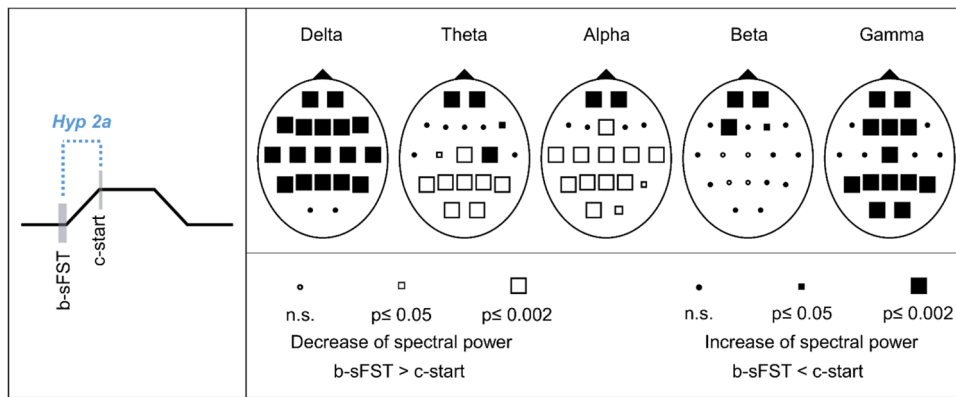 Delta Theta Alpha Beta Gamma
Hyp 2a
b-sFST
c-start
n.s. p≤ 0.05 p≤ 0.002 n.s. p≤ 0.05 p≤ 0.002
Decrease of spectral power Increase of spectral power
b-sFST > c-start b-sFST < c-start